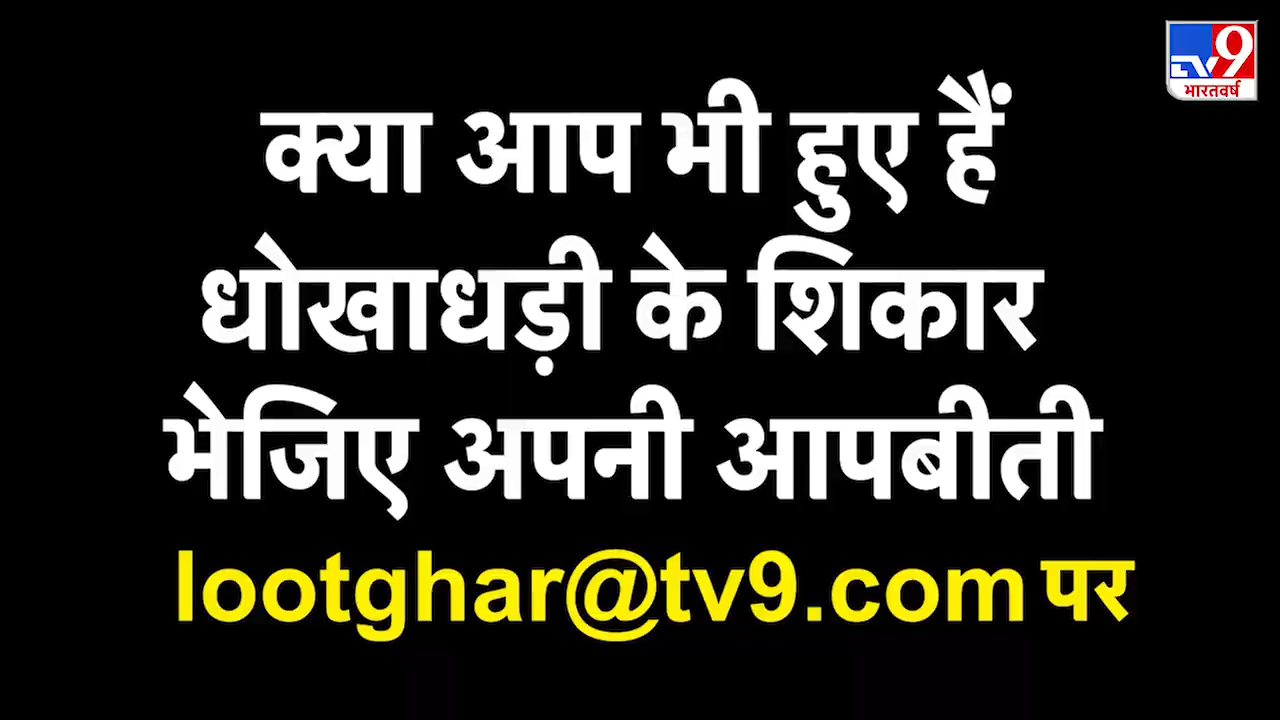 TV9
भारतवर्ष
क्या आप भी हुए हैं
धोखाधड़ी के शिकार
भेजिए अपनी आपबीती
lootghar@tv9.com पर